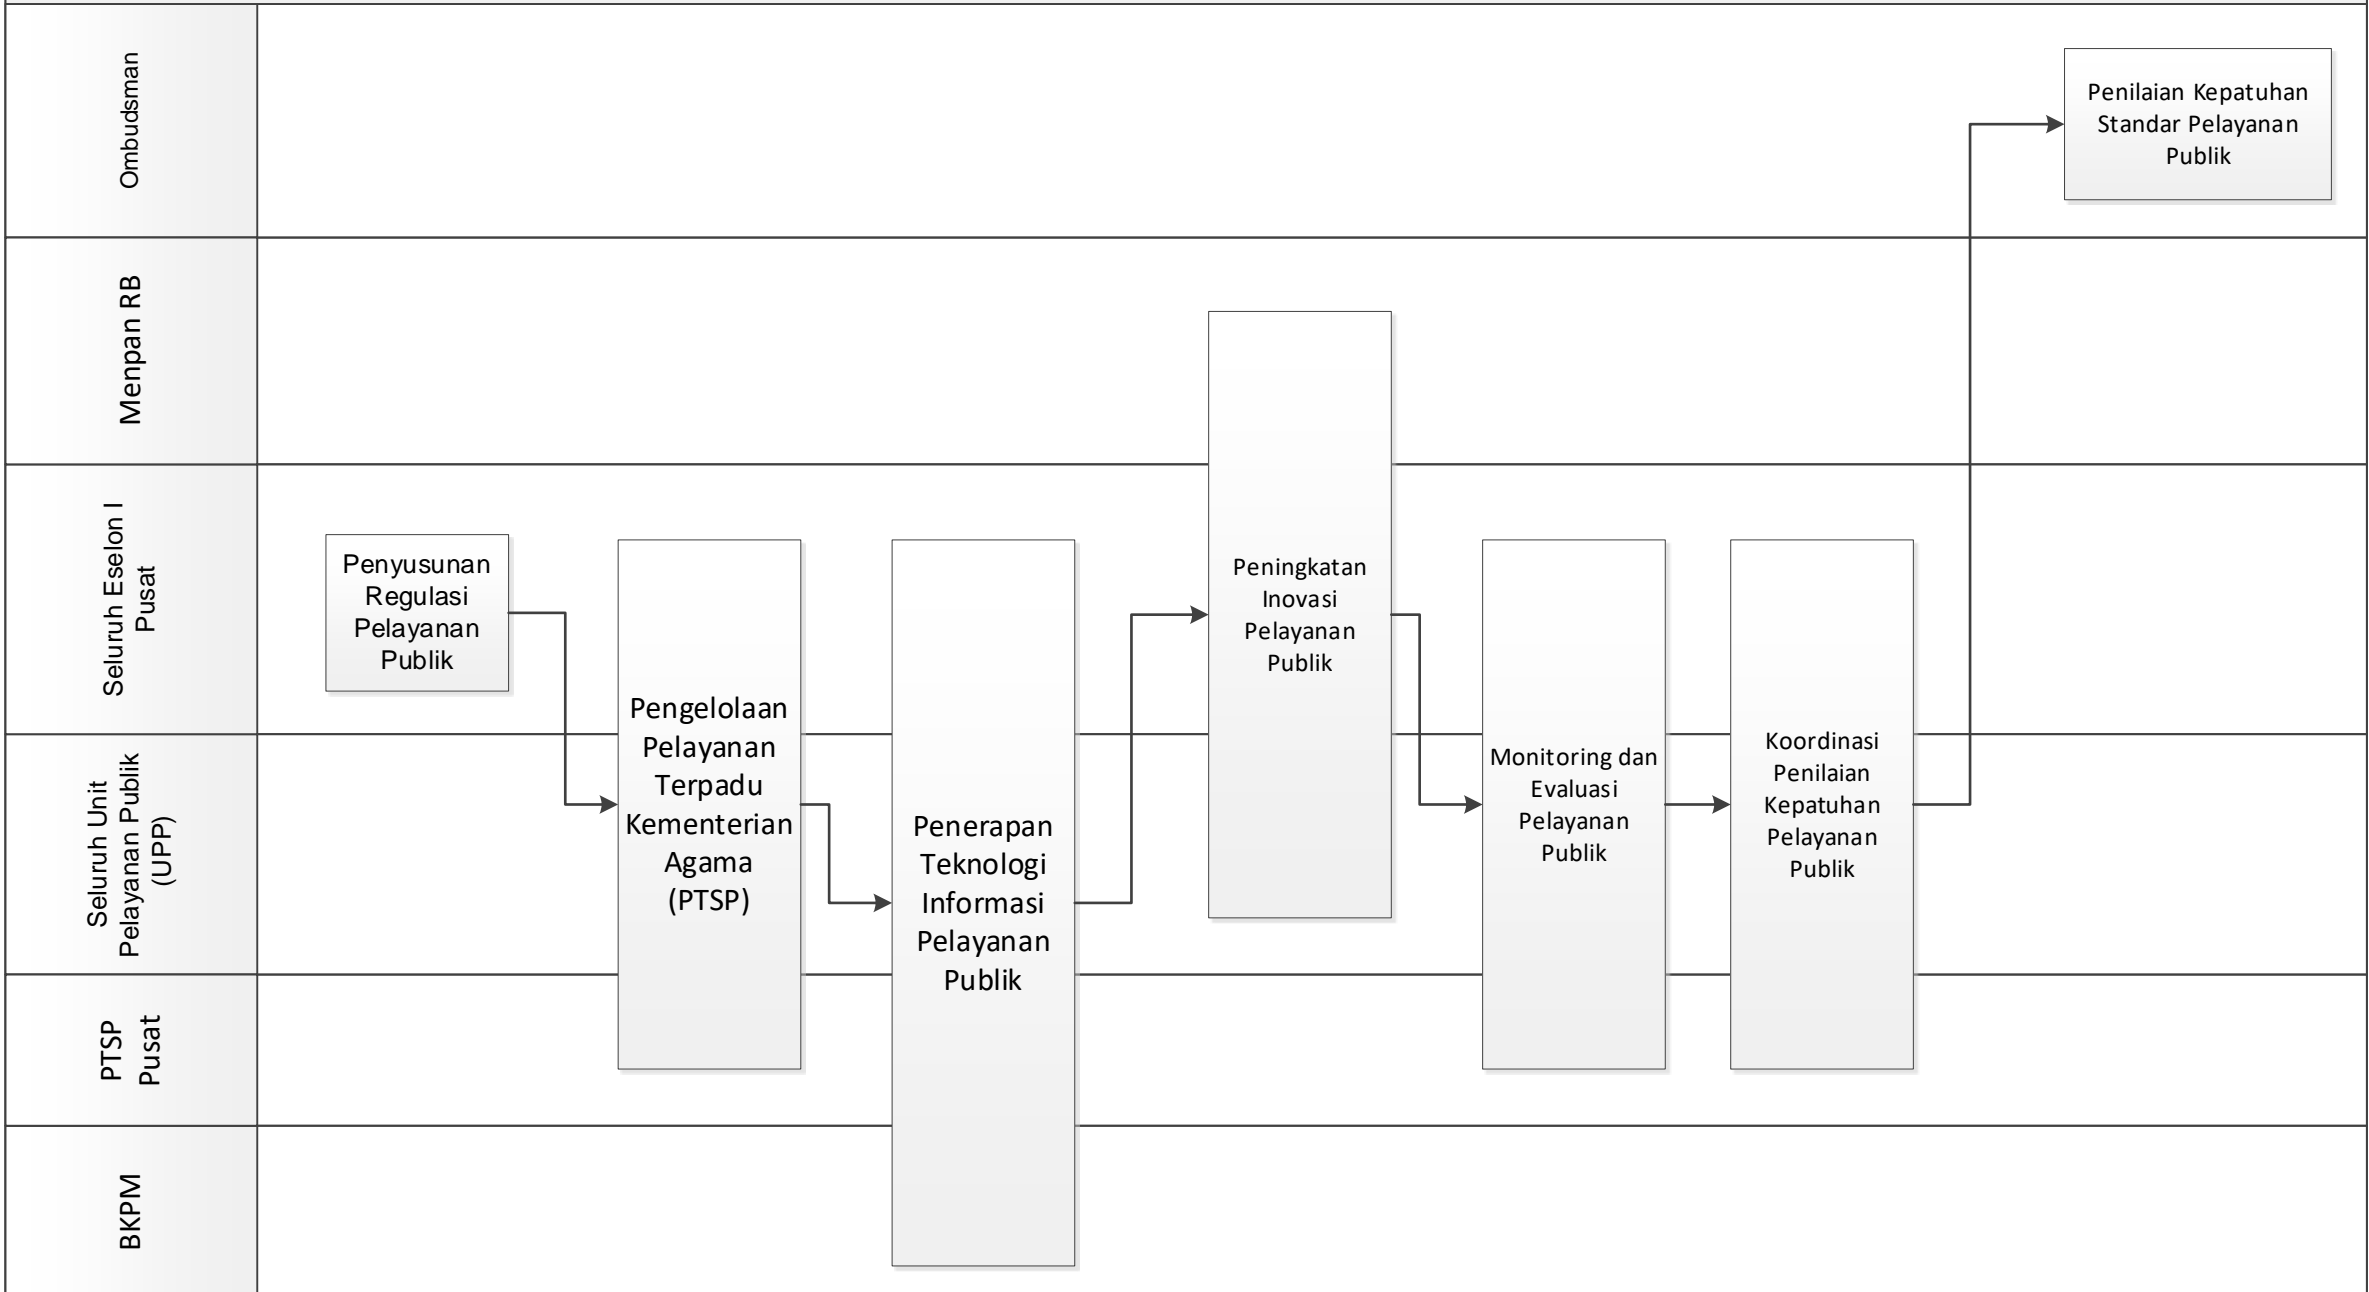 Ombudsman
Penilaian Kepatuhan
Standar Pelayanan
Publik
Menpan RB
Seluruh Eselon I
Pusat
Penyusunan
Regulasi
Pelayanan
Publik
Pengelolaan
Pelayanan
Terpadu
Kementerian
Agama
(PTSP)
Penerapan
Teknologi
Informasi
Pelayanan
Publik
Peningkatan
Inovasi
Pelayanan
Publik
Monitoring dan
Evaluasi
Pelayanan
Publik
Koordinasi
Penilaian
Kepatuhan
Pelayanan
Publik
Seluruh Unit
Pelayanan Publik
(UPP)
PTSP
Pusat
BKPM